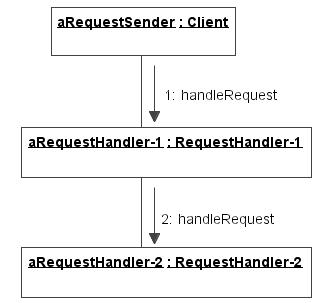 aRequestSender : Client
1: handleRequest
aRequestHandler-1 : RequestHandler-1
2: handleRequest
aRequestHandler-2 : RequestHandler-2